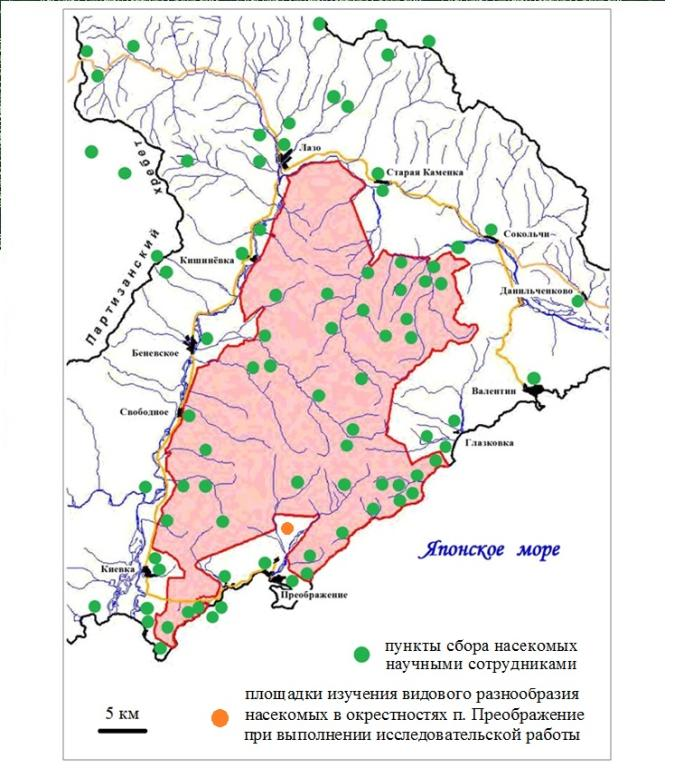 Лазо
Старая Каменка
хребет
Сокольчи
Партизанский
Кишинёвка
Данильченково
Беневское
Валентин
Свободное
Глазковка
Японское море
Киевка
Преображение
пункты сбора насекомых
научными сотрудниками
площадки изучения видового разнообразия
насекомых в окрестностях п. Преображение
при выполнении исследовательской работы
5 км